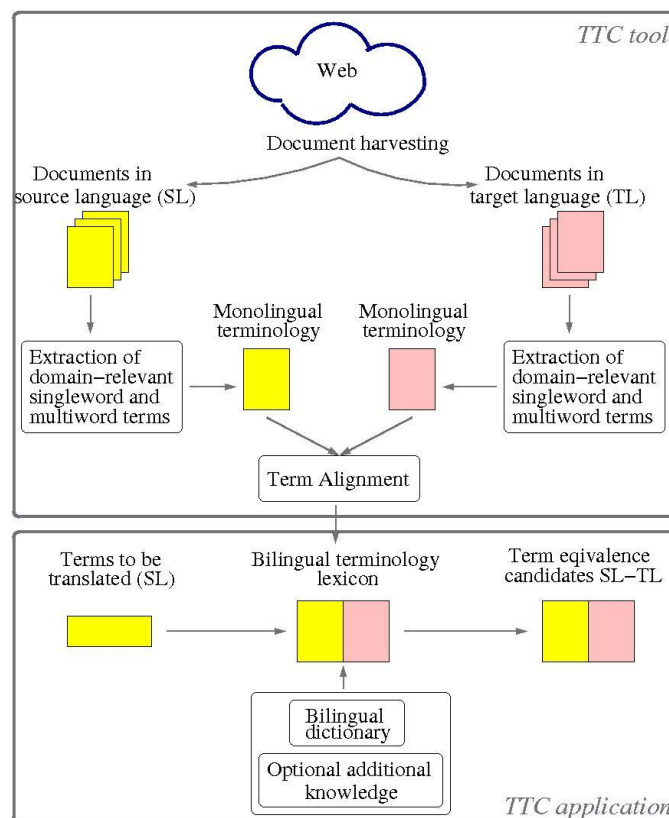 TTC tool
Web
Document harvesting
Documents in
source language (SL)
Documents in
target language (TL)
Monolingual
terminology
Monolingual
terminology
Extraction of
domain−relevant
singleword and
multiword terms
Extraction of
domain−relevant
singleword and
multiword terms
Term Alignment
Terms to be
translated (SL)
Bilingual terminology
lexicon
Term eqivalence
candidates SL−TL
Bilingual
dictionary
Optional additional
knowledge
TTC application